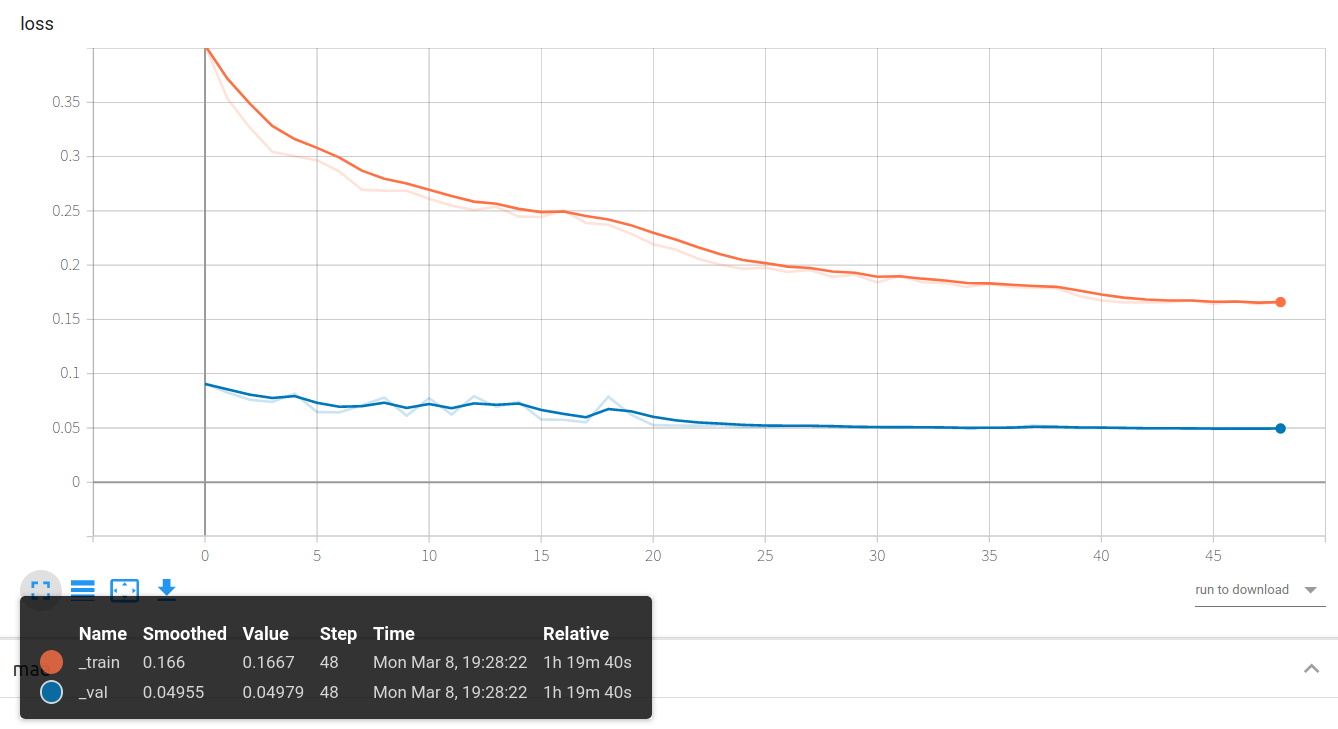 loss
0.35
0.3
0.25
0.2
0.15
0.1
0.05
0
0 5 10 15 20 25 30 35 40 45
run to download
Name Smoothed Value Step Time Relative
_train 0.166 0.1667 48 Mon Mar 8, 19:28:22 1h 19m 40s
_val 0.04955 0.04979 48 Mon Mar 8, 19:28:22 1h 19m 40s